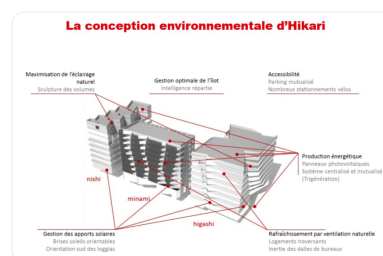 La conception environnementale d'Hikari
Maximisation de l'éclairage
naturel
Sculpture des volumes
Gestion optimale de l'îlot
Intelligence répartie
Accessibilité
Parking mutualisé
Nombreux stationnements vélos
Production énergétique
Panneaux photovoltaïques
Système centralisé et mutualisé
(Trigénération)
nishi
minami
higashi
Gestion des apports solaires
Brises soleils orientables
Orientation sud des loggias
Rafraîchissement par ventilation naturelle
Logements traversants
Inertie des dalles de bureaux